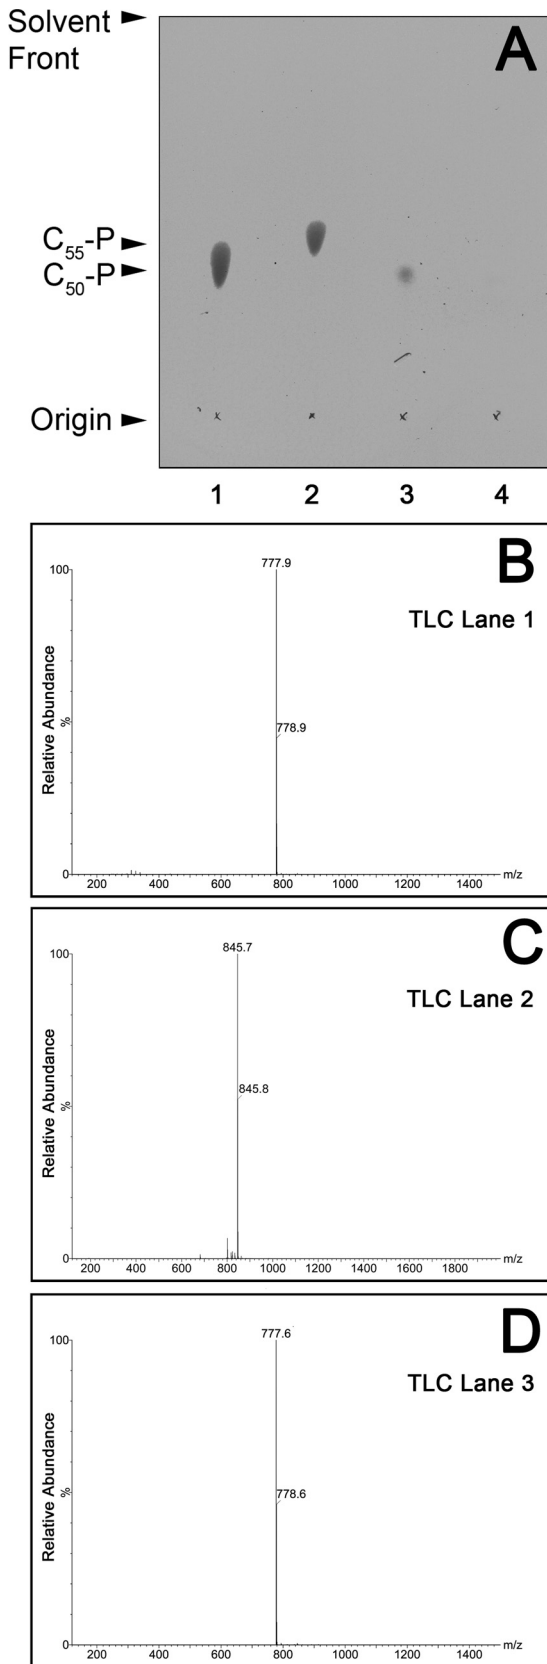 Solvent
Front
A
C55-P
C50-P
Origin
1 2 3 4
B
TLC Lane 1
777.9
778.9
100
%
0
Relative Abundance
200 400 600 800 1000 1200 1400 m/z
C
TLC Lane 2
845.7
845.8
100
%
0
Relative Abundance
200 400 600 800 1000 1200 1400 1600 1800 m/z
D
TLC Lane 3
777.6
778.6
100
%
0
Relative Abundance
200 400 600 800 1000 1200 1400 m/z